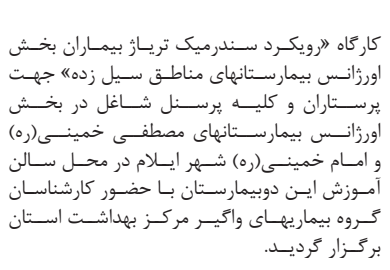 کارگاه «رویکرد سندرمیک تریاژ بیماران بخش
اورژانس بیمارستانهای مناطق سیل زده» جهت
پرستاران و کلیه پرسنل شاغل در بخش
اورژانس بیمارستانهای مصطفی خمینی(ره)
و امام خمینی(ره) شهر ایلام در محل سالن
آموزش این دوبیمارستان با حضور کارشناسان
گروه بیماریهای واگیر مرکز بهداشت استان
برگزار گردید.